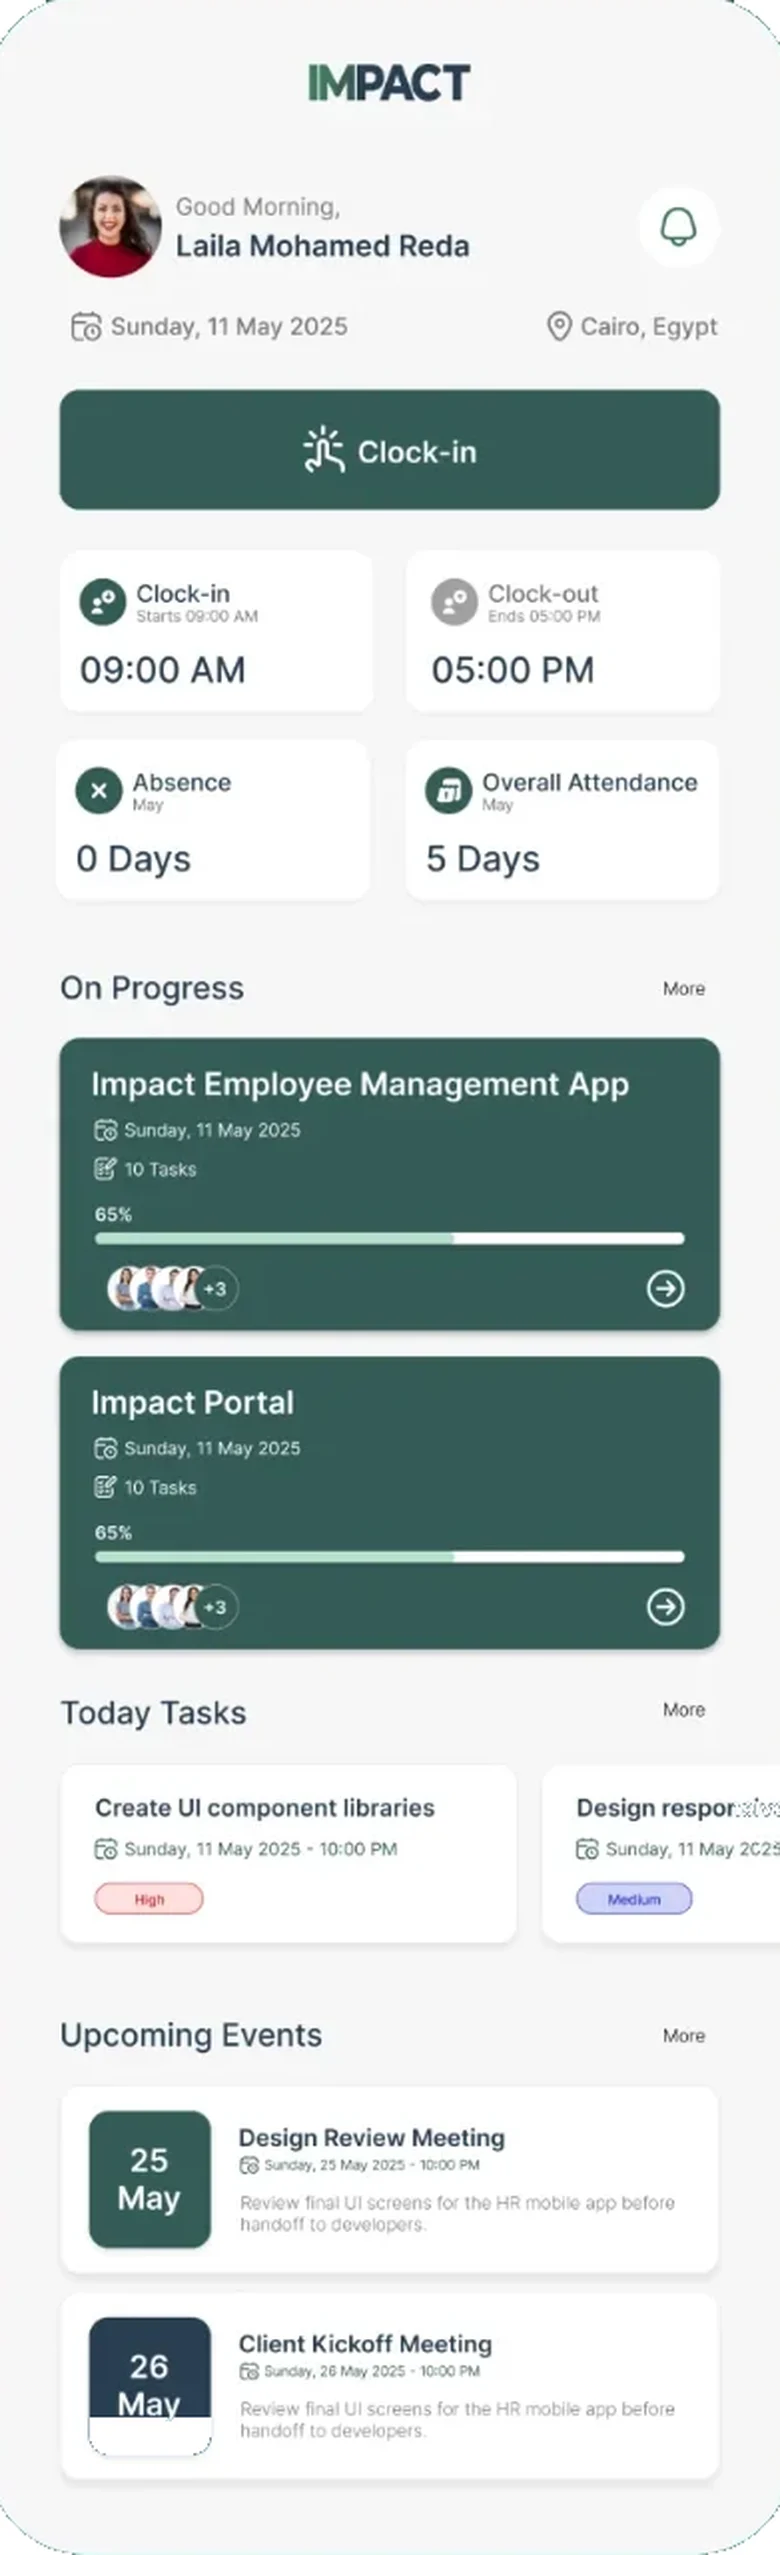 IMPACT
Good Morning,
Laila Mohamed Reda
Sunday, 11 May 2025
Cairo, Egypt
Clock-in
Clock-in
Starts 09:00 AM
09:00 AM
Clock-out
Ends 05:00 PM
05:00 PM
Absence
May
0 Days
Overall Attendance
May
5 Days
On Progress
More
Impact Employee Management App
Sunday, 11 May 2025
10 Tasks
65%
+3
Impact Portal
Sunday, 11 May 2025
10 Tasks
65%
+3
Today Tasks
More
Create UI component libraries
Sunday, 11 May 2025 - 10:00 PM
High
Design
Sunday, 11 May 2025
Medium
Upcoming Events
More
25
May
Design Review Meeting
Sunday, 25 May 2025 - 10:00 PM
Review final UI screens for the HR mobile app before
handoff to developers.
26
May
Client Kickoff Meeting
Sunday, 26 May 2025 - 10:00 PM
Review final UI screens for the HR mobile app before
handoff to developers.